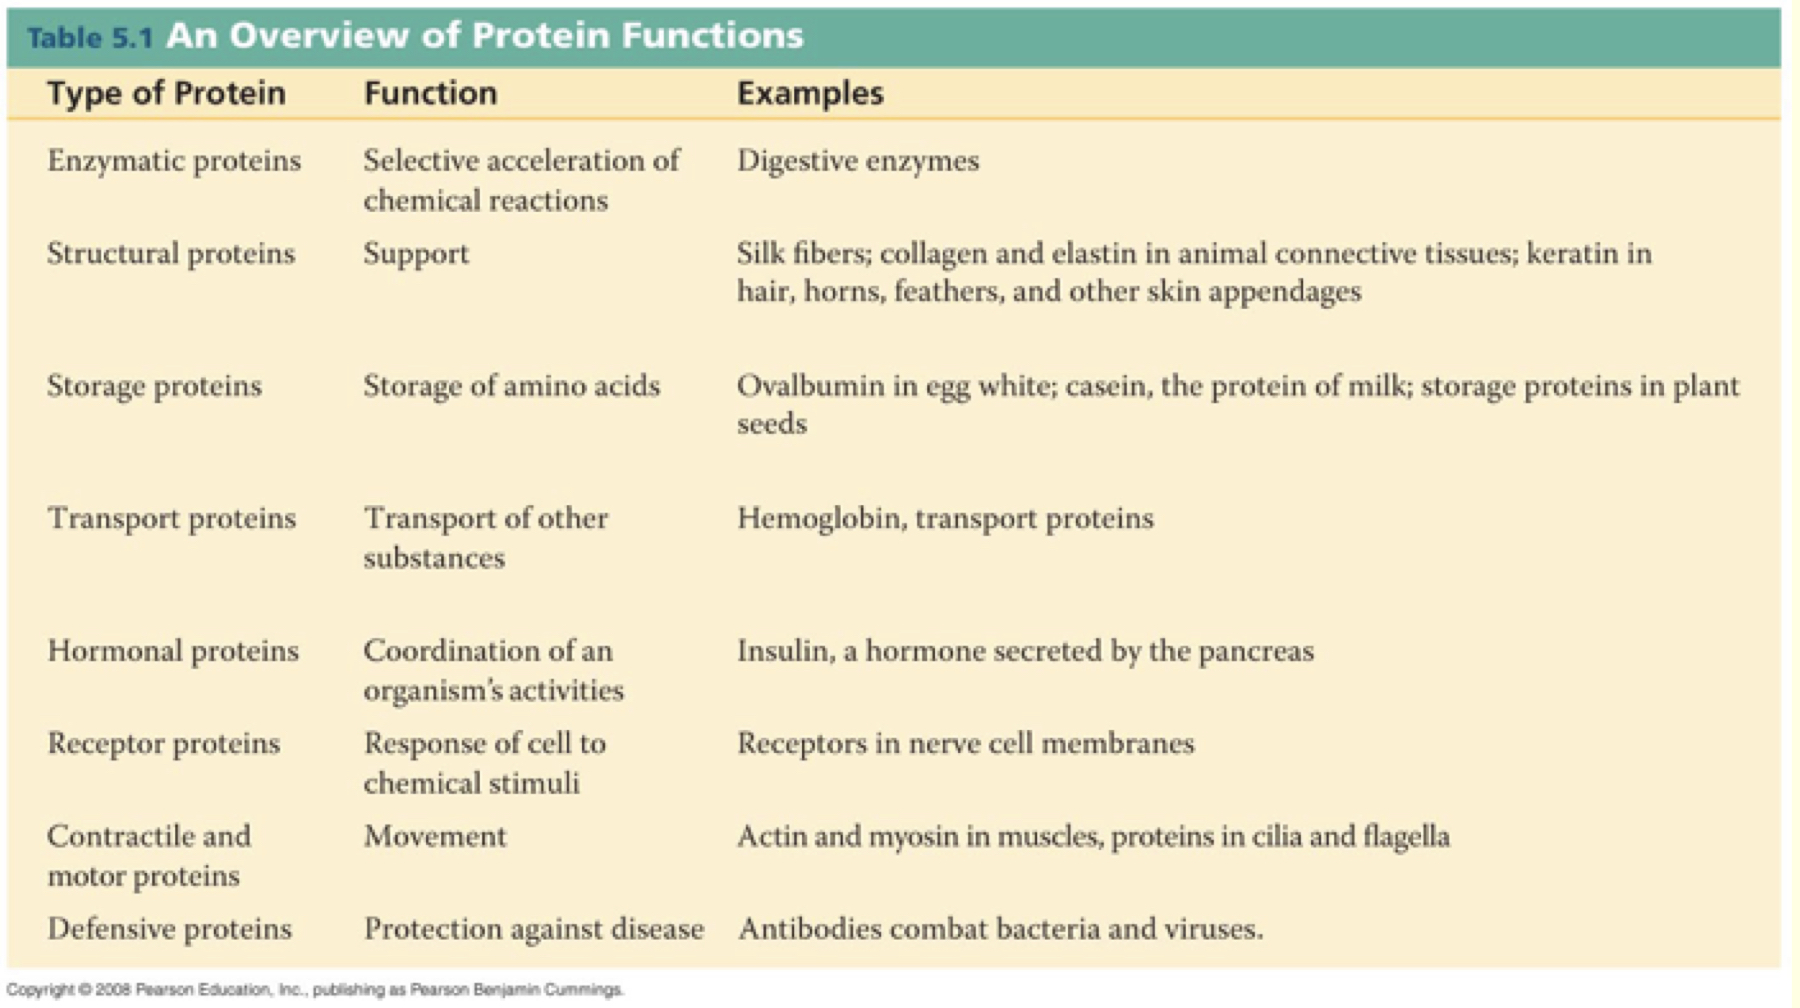 Table 5.1 An Overview of Protein Functions
Type of Protein Function Examples
Enzymatic proteins Selective acceleration of chemical reactions Digestive enzymes
Structural proteins Support Silk fibers; collagen and elastin in animal connective tissues; keratin in
hair, horns, feathers, and other skin appendages
Storage proteins Storage of amino acids Ovalbumin in egg white; casein, the protein of milk; storage proteins in plant
seeds
Transport proteins Transport of other
substances Hemoglobin, transport proteins
Hormonal proteins Coordination of an
organism's activities Insulin, a hormone secreted by the pancreas
Receptor proteins Response of cell to
chemical stimuli Receptors in nerve cell membranes
Contractile and
motor proteins Movement Actin and myosin in muscles, proteins in cilia and flagella
Defensive proteins Protection against disease Antibodies combat bacteria and viruses.
Copyright © 2008 Pearson Education, Inc., publishing as Pearson Benjamin Cummings.